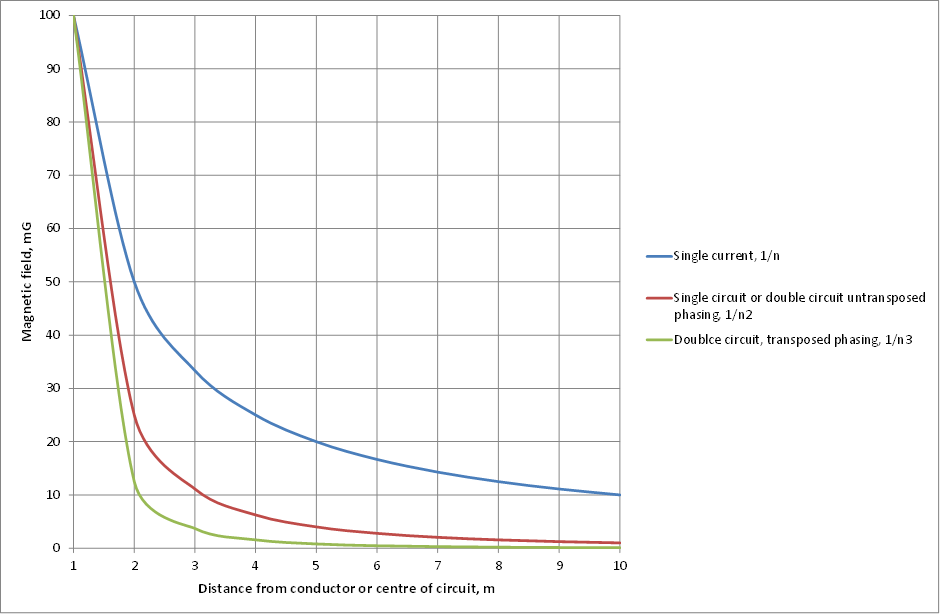 100
90
80
70
60
50
40
30
20
10
0
Magnetic field, mG
1 2 3 4 5 6 7 8 9 10
Distance from conductor or centre of circuit, m
Single current, 1/n
Single circuit or double circuit untransposed
phasing, 1/n2
Doublce circuit, transposed phasing, 1/n3